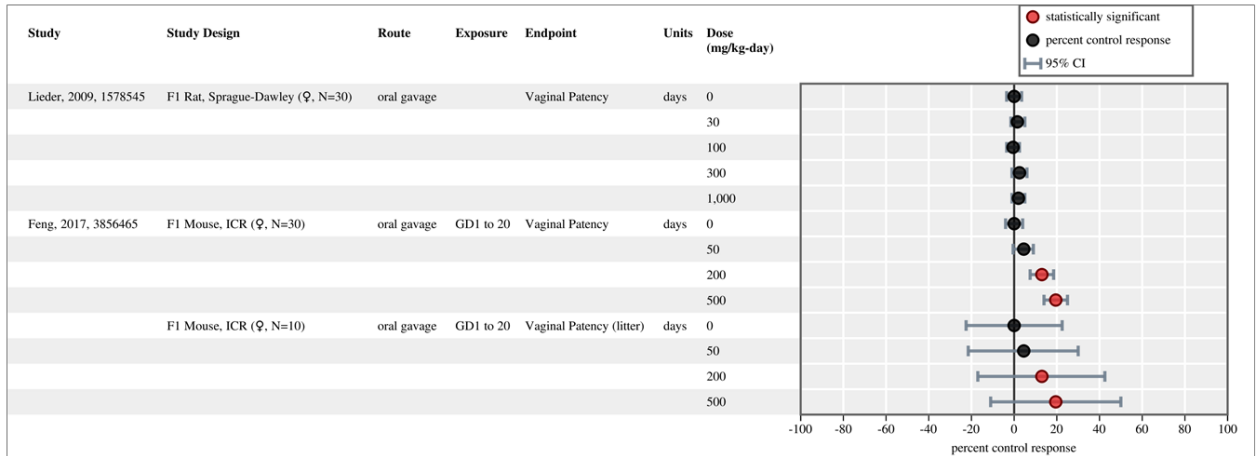 statistically significant
percent control response
95% CI
Study Study Design Route Exposure Endpoint Units Dose
(mg/kg-day)
Lieder, 2009, 1578545 F1 Rat, Sprague-Dawley (♀, N=30) oral gavage Vaginal Patency days 0
30
100
300
1,000
Feng, 2017, 3856465 F1 Mouse, ICR (♀, N=30) oral gavage GD1 to 20 Vaginal Patency days 0
50
200
500
F1 Mouse, ICR (♀, N=10) oral gavage GD1 to 20 Vaginal Patency (litter) days 0
50
200
500
-100 -80 -60 -40 -20 0 20 40 60 80 100
percent control response